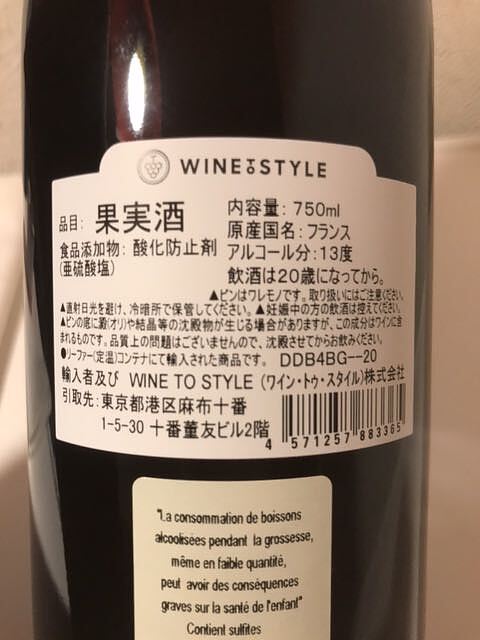 WINE TO STYLE
品目: 果実酒
内容量: 750ml
原産国名: フランス
食品添加物: 酸化防止剤
(亜硫酸塩)
アルコール分: 13度
飲酒は20歳になってから。
▲ビンはワレモノです。取り扱いにはご注意ください。
▲直射日光を避け、冷暗所で保管してください。▲妊娠中の方の飲酒は控えてください。
▲ビンの底に澱(オリ)や結晶等の沈殿物が生じる場合がありますが、この成分はワインに含
まれるものです。品質上の問題はございませんので、沈殿させてからお飲みください。
●リーファー(定温)コンテナにて輸入された商品です。 DDB4BG--20
輸入者及び WINE TO STYLE (ワイン・トゥ・スタイル)株式会社
引取先: 東京都港区麻布十番
1-5-30 十番董友ビル2階
4 571257 883365
"La consommation de boissons
alcoolisées pendant la grossesse,
même en faible quantité,
peut avoir des conséquences
graves sur la santé de l'enfant"
Contient sulfites